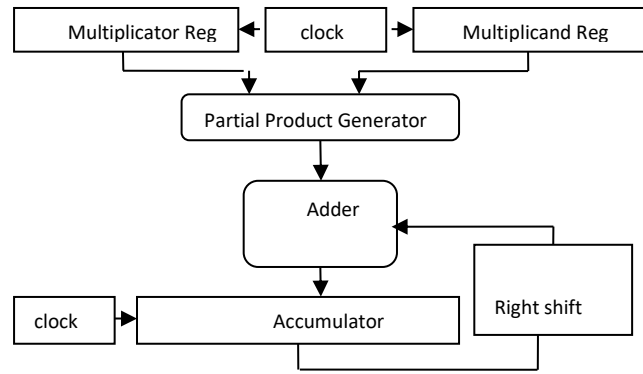 Multiplicator Reg
clock
Multiplicand Reg
Partial Product Generator
Adder
Right shift
clock
Accumulator